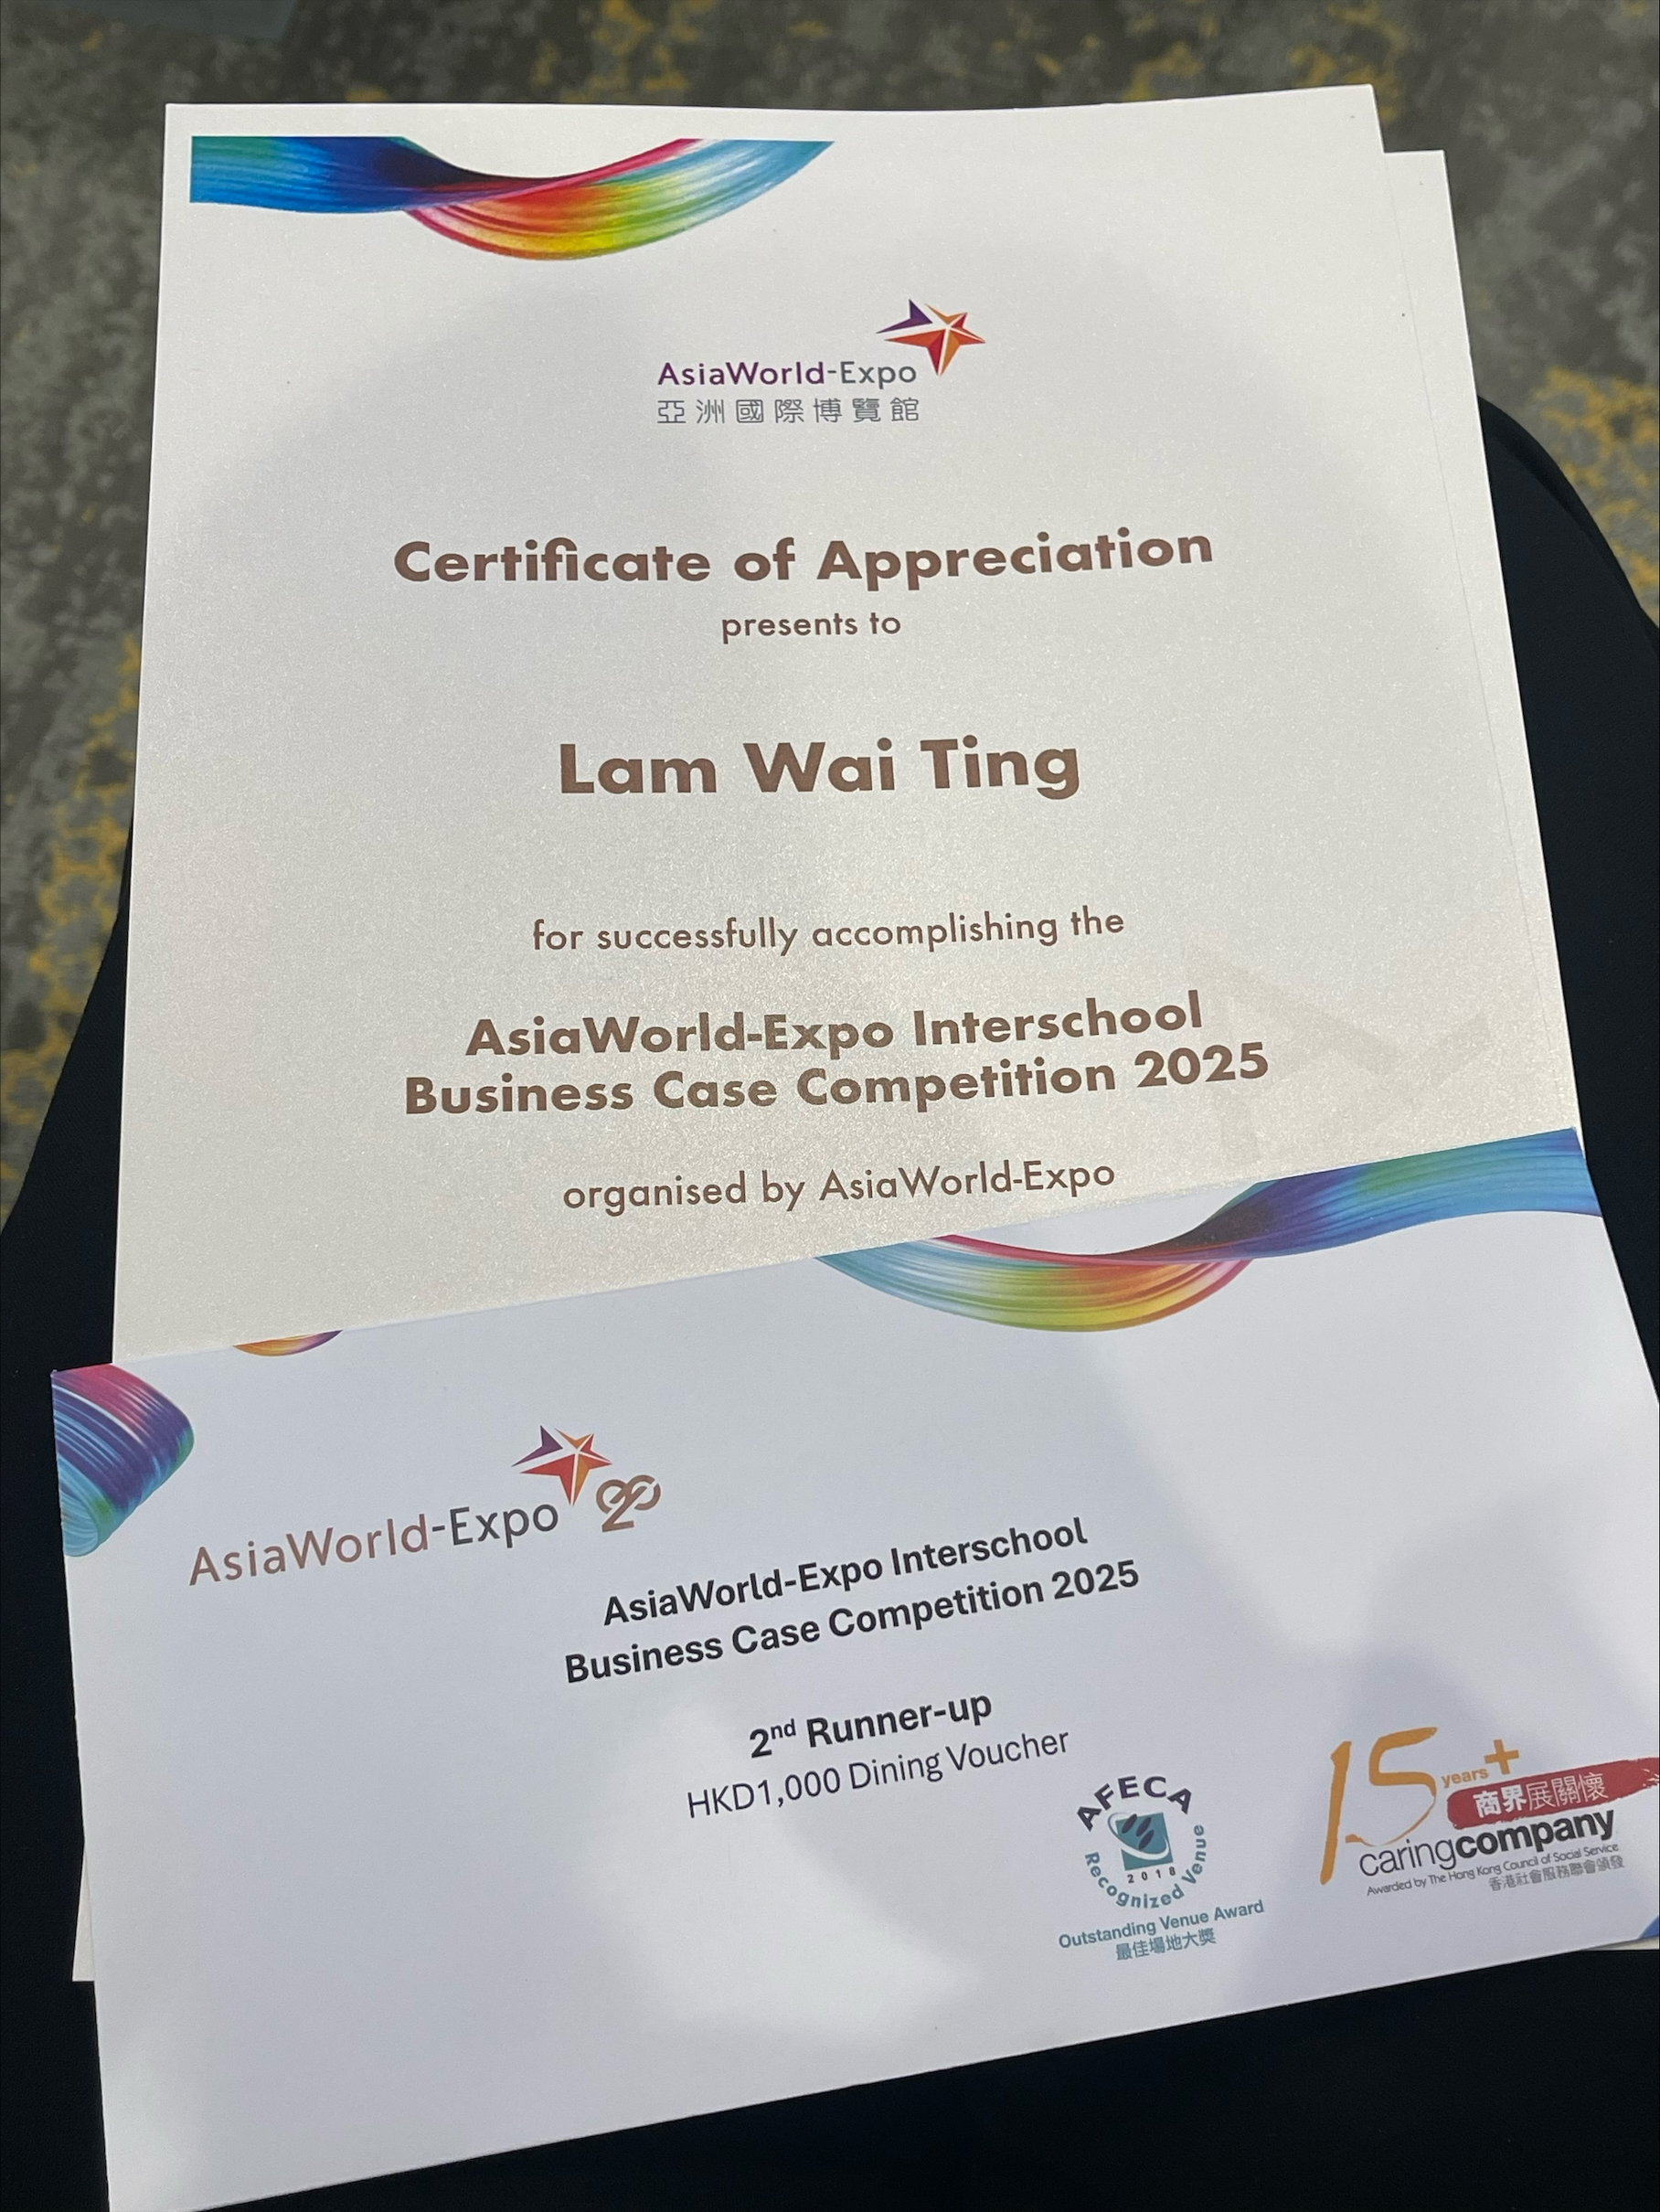 AsiaWorld-Expo
亞洲國際博覽館
Certificate of Appreciation
presents to
Lam Wai Ting
for successfully accomplishing the
AsiaWorld-Expo Interschool
Business Case Competition 2025
organised by AsiaWorld-Expo
AsiaWorld-Expo 20
AsiaWorld-Expo Interschool
Business Case Competition 2025
2nd Runner-up
HKD1,000 Dining Voucher
AFECA
2018
Recognized Venue
Outstanding Venue Award
最佳場地大獎
15 years+
商界展關懷
caringcompany
Awarded by The Hong Kong Council of Social Service
香港社會服務聯會頒發